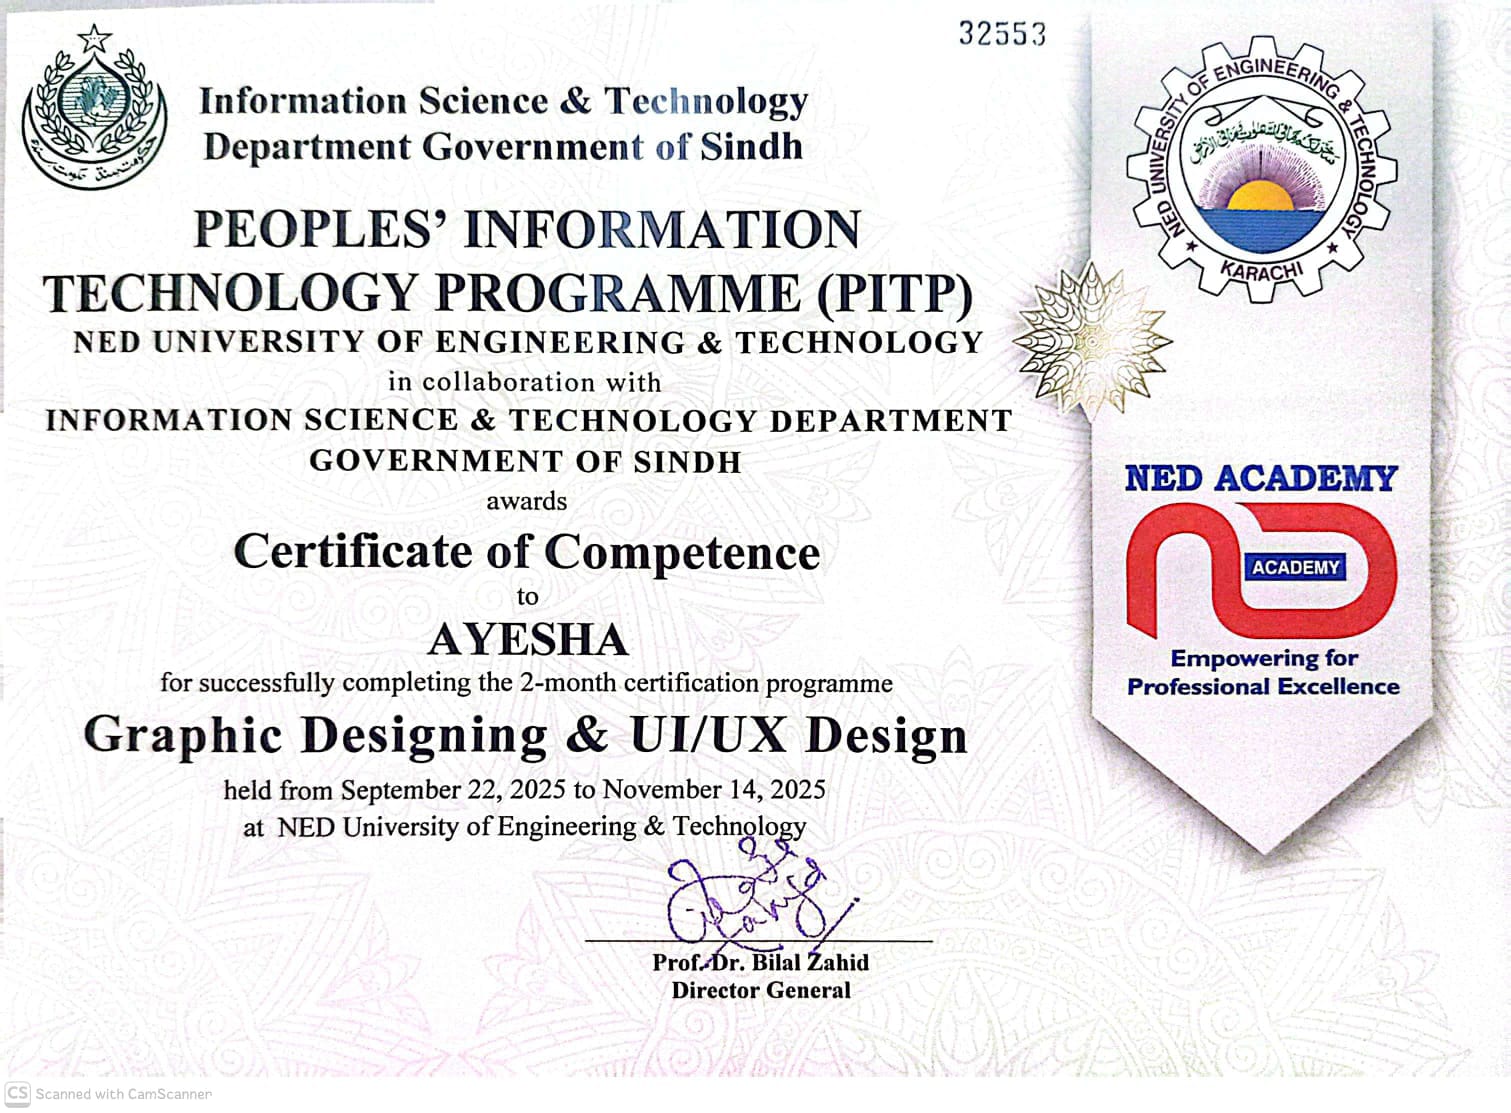 32553
Information Science & Technology
Department Government of Sindh
حکومت سندھ
PEOPLES’ INFORMATION
TECHNOLOGY PROGRAMME (PITP)
NED UNIVERSITY OF ENGINEERING & TECHNOLOGY
in collaboration with
INFORMATION SCIENCE & TECHNOLOGY DEPARTMENT
GOVERNMENT OF SINDH
awards
Certificate of Competence
to
AYESHA
for successfully completing the 2-month certification programme
Graphic Designing & UI/UX Design
held from September 22, 2025 to November 14, 2025
at NED University of Engineering & Technology
Prof. Dr. Bilal Zahid
Director General
NED UNIVERSITY OF ENGINEERING & TECHNOLOGY
KARACHI
NED ACADEMY
ACADEMY
Empowering for
Professional Excellence
CS Scanned with CamScanner